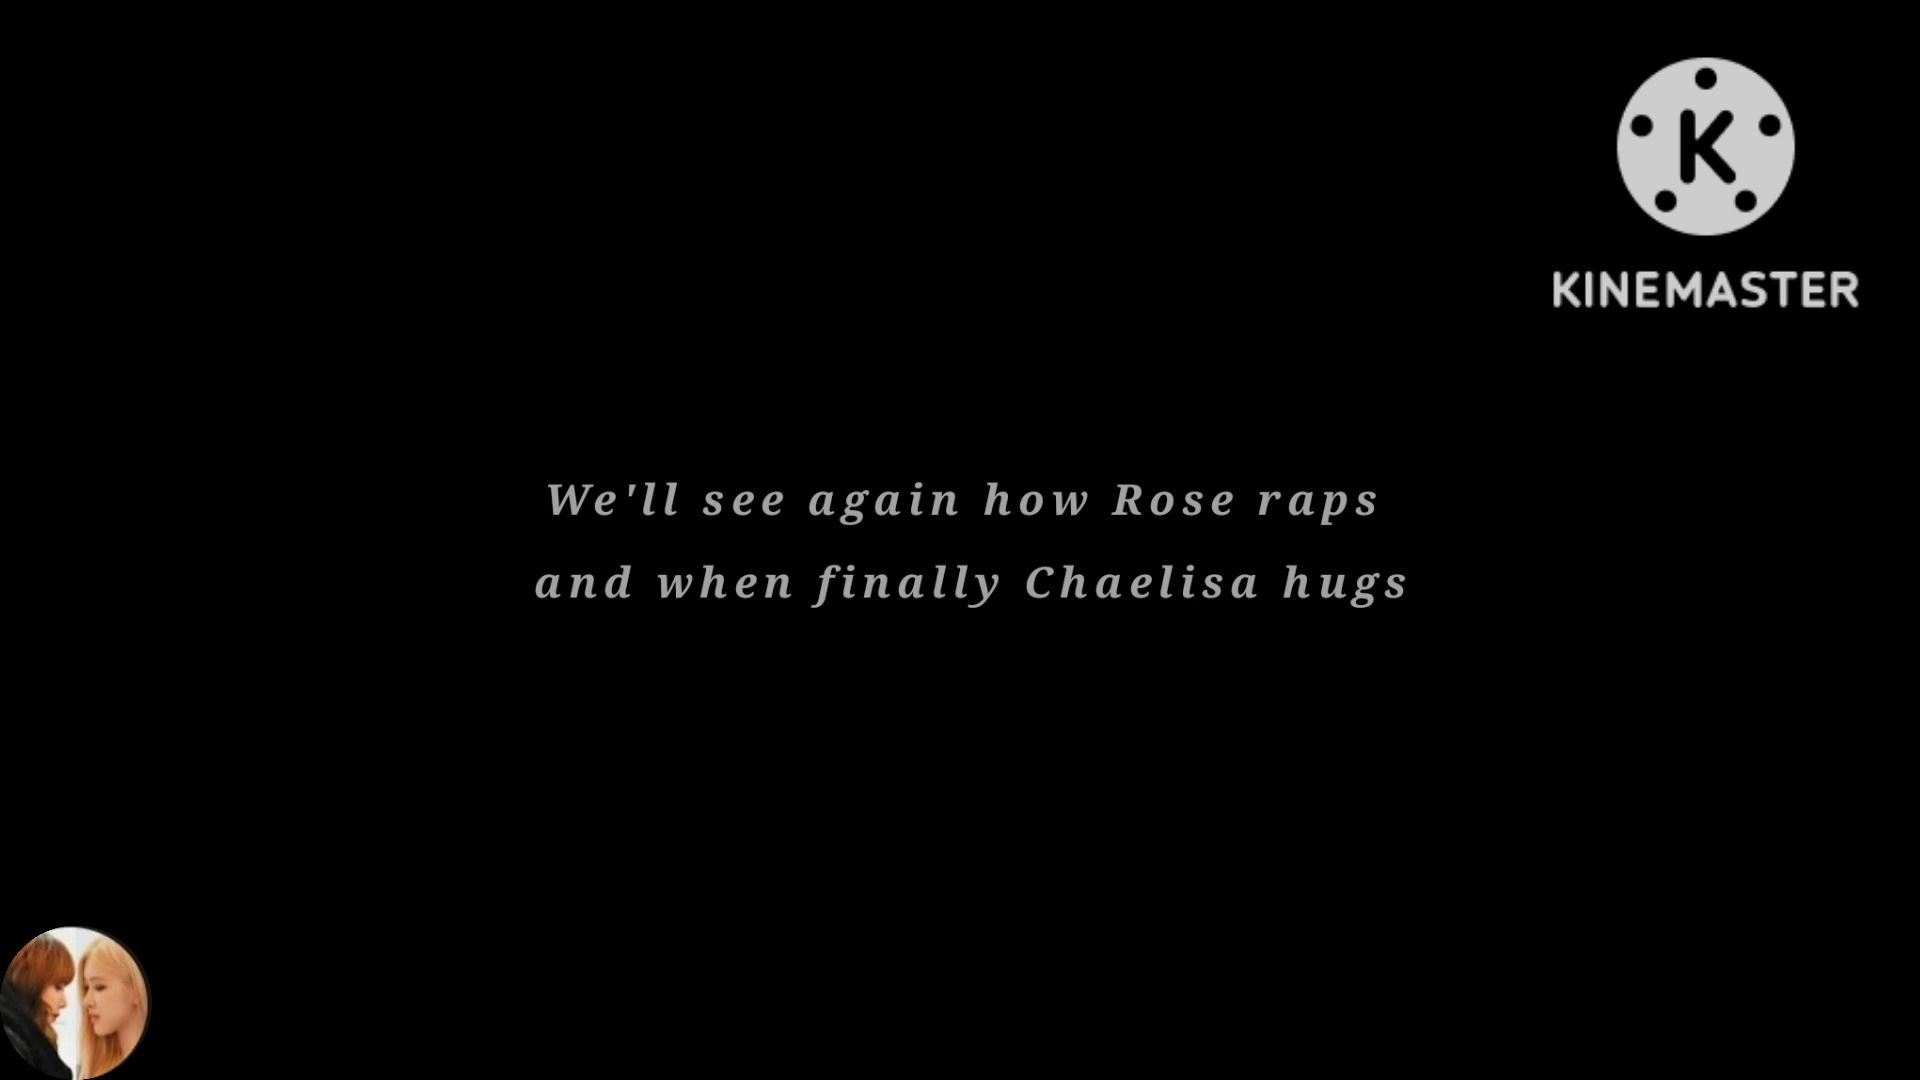 K
KINEMASTER
We'll see again how Rose raps
and when finally Chaelisa hugs